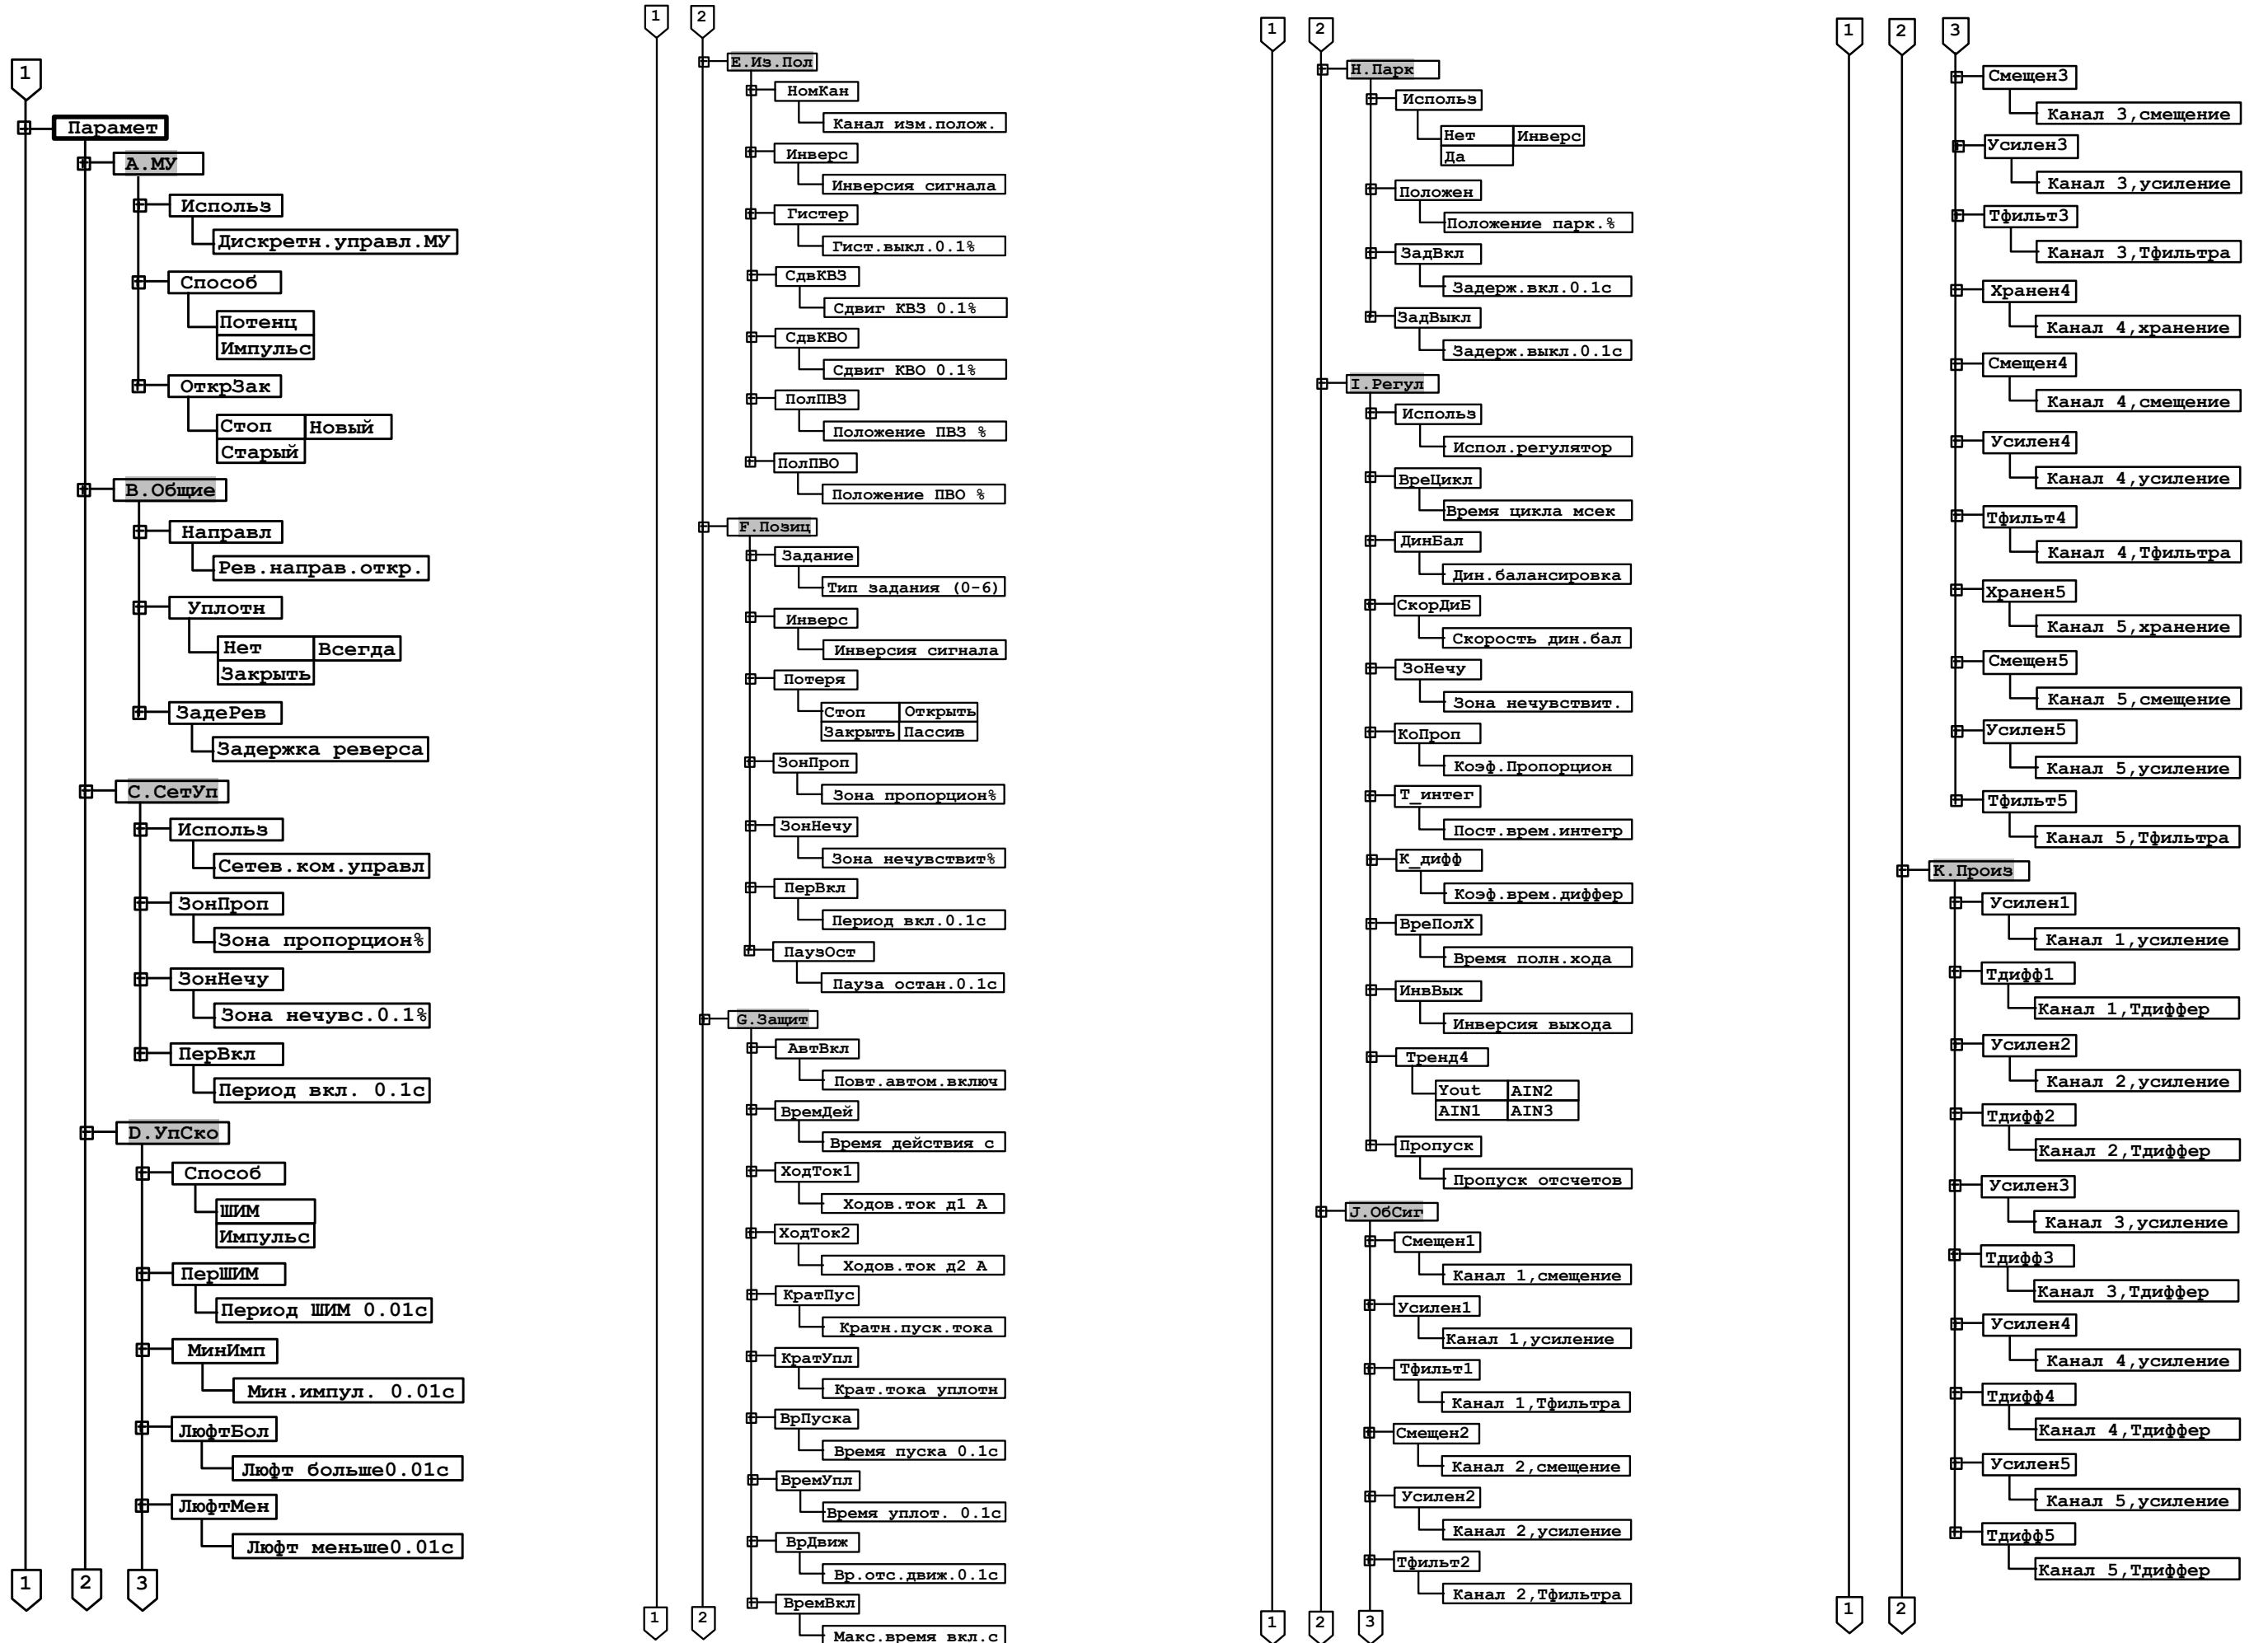 1
Парамет
A.МУ
Использ
Дискретн.управл.МУ
Способ
Потенц
Импульс
ОткрЗак
Стоп Новый
Старый
B.Общие
Направл
Рев.направ.откр.
Уплотн
Нет Всегда
Закрыть
ЗадеРев
Задержка реверса
C.СетУп
Использ
Сетев.ком.управл
ЗонПроп
Зона пропорцион%
ЗонНечу
Зона нечувс.0.1%
ПерВкл
Период вкл. 0.1с
D.УпСко
Способ
ШИМ
Импульс
ПерШИМ
Период ШИМ 0.01с
МинИмп
Мин.импул. 0.01с
ЛюфтБол
Люфт больше0.01с
ЛюфтМен
Люфт меньше0.01с
1 2 3
1 2
E.Из.Пол
НомКан
Канал изм.полож.
Инверс
Инверсия сигнала
Гистер
Гист.выкл.0.1%
СдвКВЗ
Сдвиг КВЗ 0.1%
СдвКВО
Сдвиг КВО 0.1%
ПолПВЗ
Положение ПВЗ %
ПолПВО
Положение ПВО %
F.Позиц
Задание
Тип задания (0-6)
Инверс
Инверсия сигнала
Потеря
Стоп Открыть
Закрыть Пассив
ЗонПроп
Зона пропорцион%
ЗонНечу
Зона нечувствит%
ПерВкл
Период вкл.0.1с
ПаузОст
Пауза остан.0.1с
G.Защит
АвтВкл
Повт.автом.включ
ВремДей
Время действия с
ХодТок1
Ходов.ток д1 А
ХодТок2
Ходов.ток д2 А
КратПус
Кратн.пуск.тока
КратУпл
Крат.тока уплотн
ВрПуска
Время пуска 0.1с
ВремУпл
Время уплот. 0.1с
ВрДвиж
Вр.отс.движ.0.1с
ВремВкл
Макс.время вкл.с
1 2
1 2
H.Парк
Использ
Нет Инверс
Да
Положен
Положение парк.%
ЗадВкл
Задерж.вкл.0.1с
ЗадВыкл
Задерж.выкл.0.1с
I.Регул
Использ
Испол.регулятор
ВреЦикл
Время цикла мсек
ДинБал
Дин.балансировка
СкорДиБ
Скорость дин.бал
ЗоНечу
Зона нечувствит.
КоПроп
Коэф.Пропорцион
Т_интег
Пост.врем.интегр
К_дифф
Коэф.врем.диффер
ВреПолХ
Время полн.хода
ИнвВых
Инверсия выхода
Тренд4
Yout AIN2
AIN1 AIN3
Пропуск
Пропуск отсчетов
J.ОбСиг
Смещен1
Канал 1,смещение
Усилен1
Канал 1,усиление
Тфильт1
Канал 1,Тфильтра
Смещен2
Канал 2,смещение
Усилен2
Канал 2,усиление
Тфильт2
Канал 2,Тфильтра
1 2 3
1 2 3
Смещен3
Канал 3,смещение
Усилен3
Канал 3,усиление
Тфильт3
Канал 3,Тфильтра
Хранен4
Канал 4,хранение
Смещен4
Канал 4,смещение
Усилен4
Канал 4,усиление
Тфильт4
Канал 4,Тфильтра
Хранен5
Канал 5,хранение
Смещен5
Канал 5,смещение
Усилен5
Канал 5,усиление
Тфильт5
Канал 5,Тфильтра
K.Произ
Усилен1
Канал 1,усиление
Тдифф1
Канал 1,Тдиффер
Усилен2
Канал 2,усиление
Тдифф2
Канал 2,Тдиффер
Усилен3
Канал 3,усиление
Тдифф3
Канал 3,Тдиффер
Усилен4
Канал 4,усиление
Тдифф4
Канал 4,Тдиффер
Усилен5
Канал 5,усиление
Тдифф5
Канал 5,Тдиффер
1 2